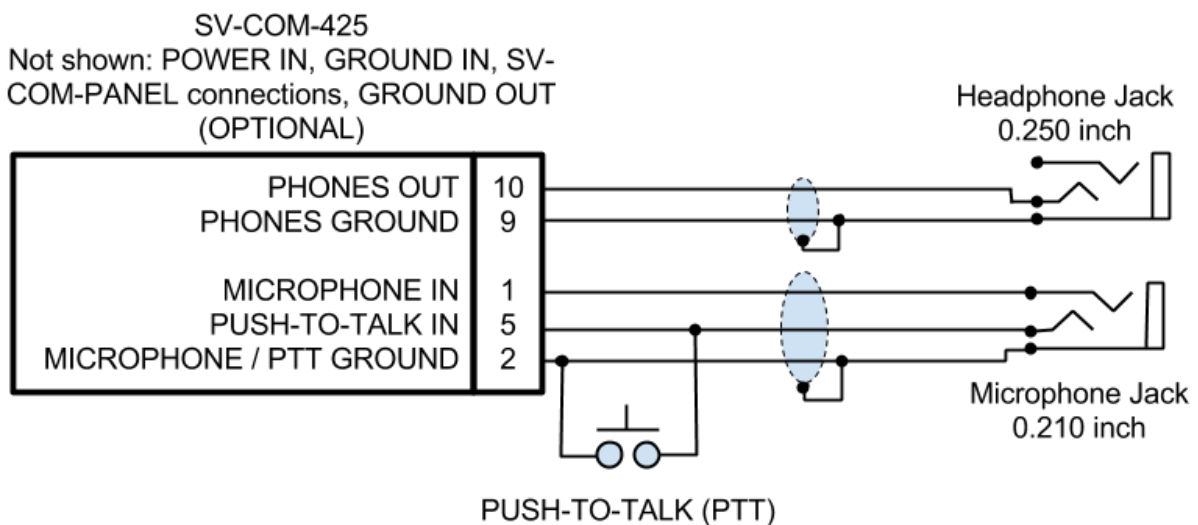 SV-COM-425
Not shown: POWER IN, GROUND IN, SV-
COM-PANEL connections, GROUND OUT
(OPTIONAL)
Headphone Jack
0.250 inch
PHONES OUT 10
PHONES GROUND 9
MICROPHONE IN 1
PUSH-TO-TALK IN 5
MICROPHONE / PTT GROUND 2
Microphone Jack
0.210 inch
PUSH-TO-TALK (PTT)